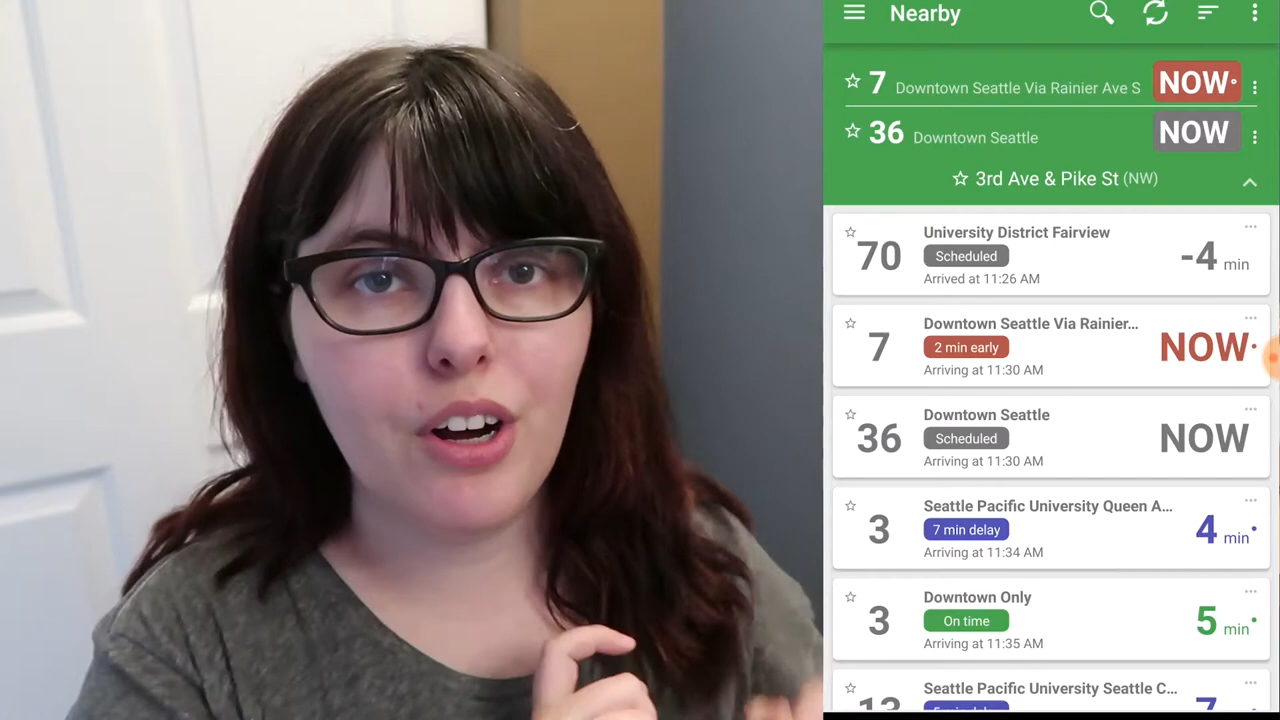 Nearby
7 Downtown Seattle Via Rainier Ave S NOW
36 Downtown Seattle NOW
3rd Ave & Pike St (NW)
University District Fairview
70 Scheduled -4 min
Arrived at 11:26 AM
Downtown Seattle Via Rainier...
7 2 min early NOW
Arriving at 11:30 AM
Downtown Seattle
36 Scheduled NOW
Arriving at 11:30 AM
Seattle Pacific University Queen A...
3 7 min delay 4 min
Arriving at 11:34 AM
Downtown Only
3 On time 5 min
Arriving at 11:35 AM
Seattle Pacific University Seattle C...
13 7